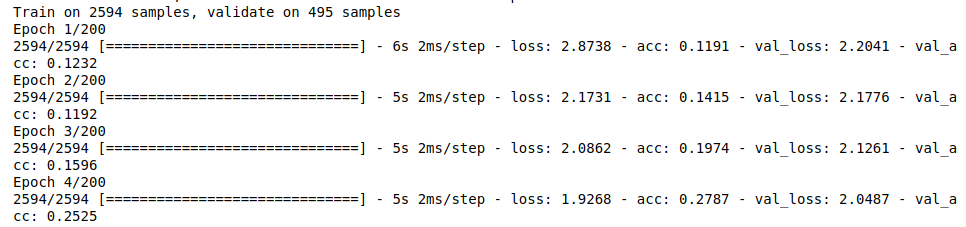 Train on 2594 samples, validate on 495 samples
Epoch 1/200
2594/2594 [==============================] - 6s 2ms/step - loss: 2.8738 - acc: 0.1191 - val_loss: 2.2041 - val_a
cc: 0.1232
Epoch 2/200
2594/2594 [==============================] - 5s 2ms/step - loss: 2.1731 - acc: 0.1415 - val_loss: 2.1776 - val_a
cc: 0.1192
Epoch 3/200
2594/2594 [==============================] - 5s 2ms/step - loss: 2.0862 - acc: 0.1974 - val_loss: 2.1261 - val_a
cc: 0.1596
Epoch 4/200
2594/2594 [==============================] - 5s 2ms/step - loss: 1.9268 - acc: 0.2787 - val_loss: 2.0487 - val_a
cc: 0.2525